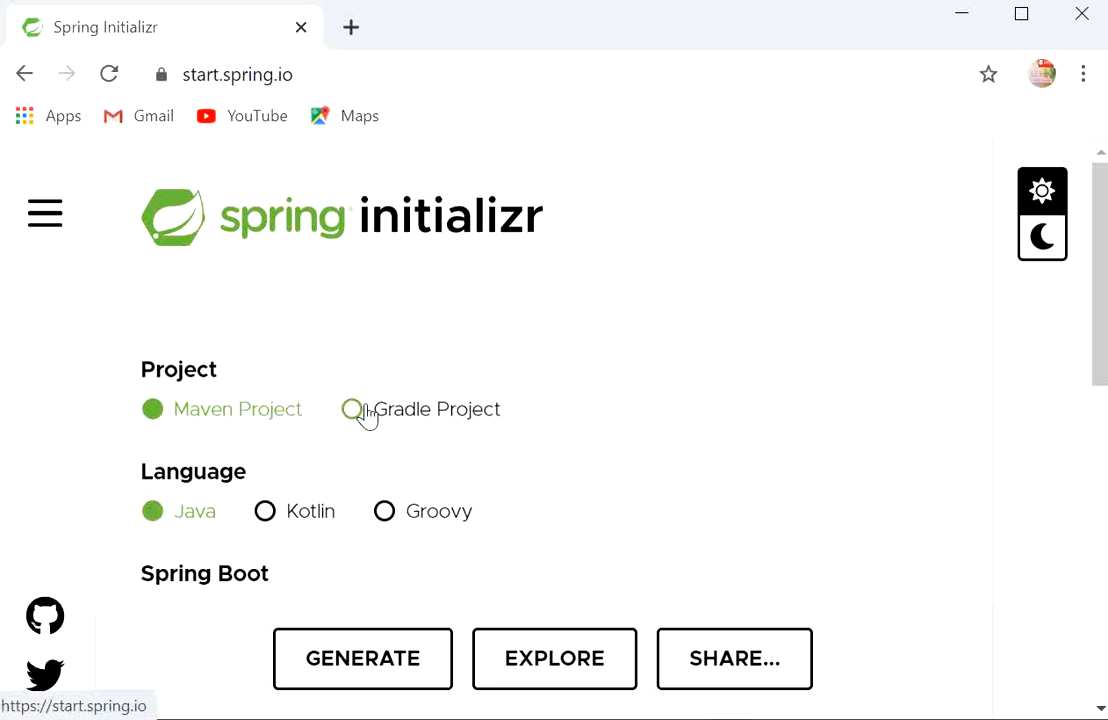 Spring Initializr
start.spring.io
Apps Gmail YouTube Maps
spring initializr
Project
Maven Project Gradle Project
Language
Java Kotlin Groovy
Spring Boot
GENERATE EXPLORE SHARE...
https://start.spring.io